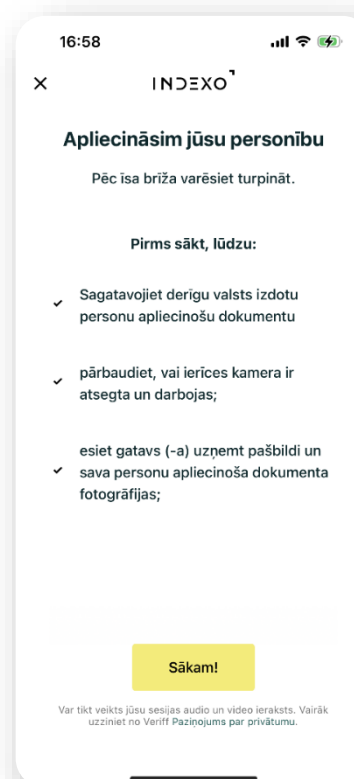 16:58
INDEXO
Apliecināsim jūsu personību
Pēc īsa brīža varēsiet turpināt.
Pirms sākt, lūdzu:
Sagatavojiet derīgu valsts izdotu
personu apliecinošu dokumentu
pārbaudiet, vai ierīces kamera ir
atsegta un darbojas;
esiet gatavs (-a) uzņemt pašbildi un
sava personu apliecinoša dokumenta
fotogrāfijas;
Sākam!
Var tikt veikts jūsu sesijas audio un video ieraksts. Vairāk
uzziniet no Veriff Paziņojums par privātumu.